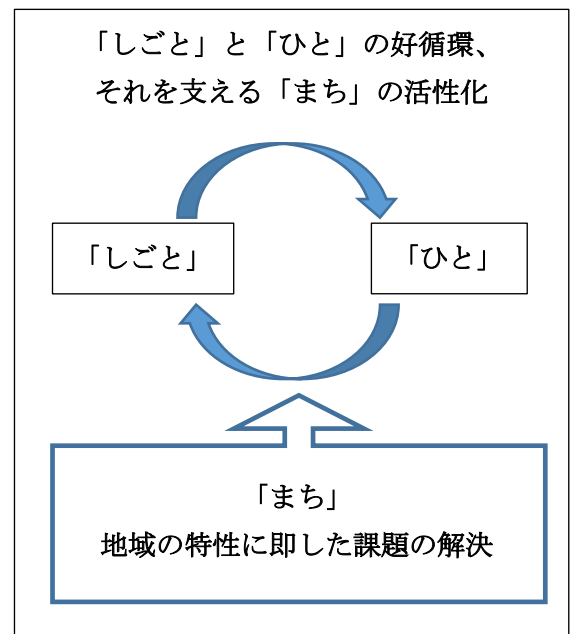 「しごと」と「ひと」の好循環、
それを支える「まち」の活性化
「しごと」
「ひと」
「まち」
地域の特性に即した課題の解決